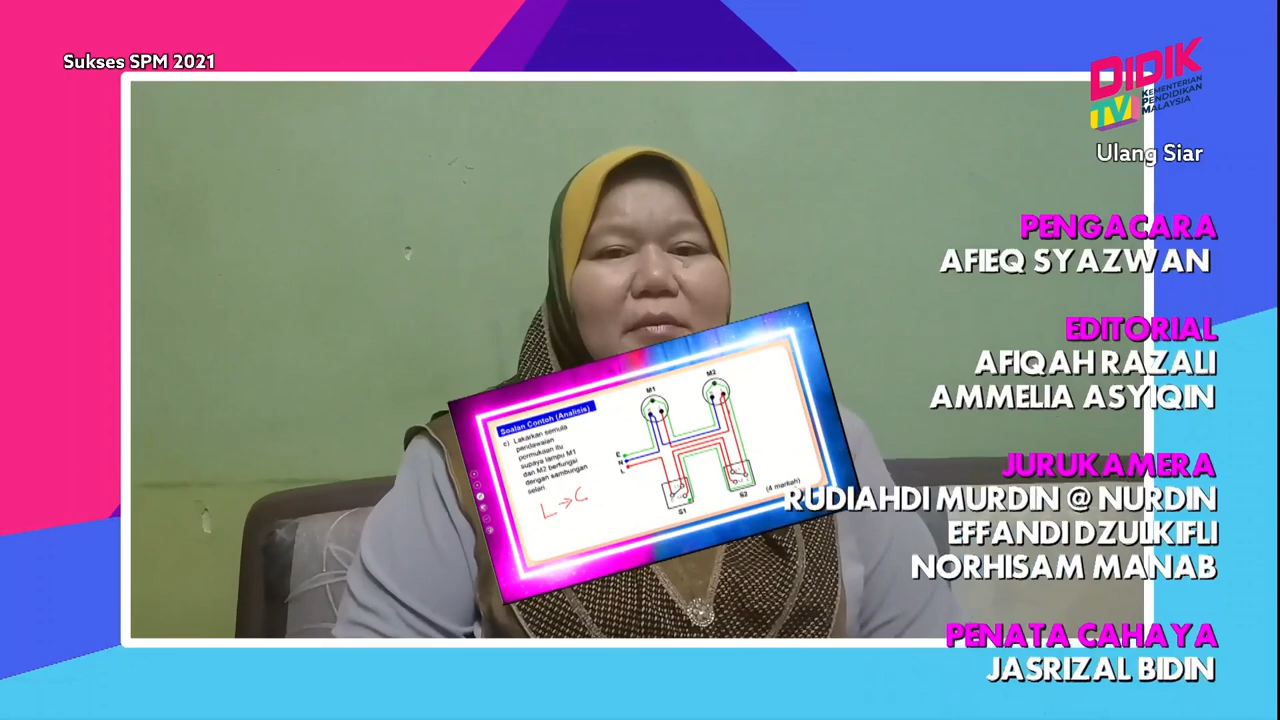 Sukses SPM 2021
DIDIK
TV
KEMENTERIAN
PENDIDIKAN
MALAYSIA
Ulang Siar
PENGACARA
AFIEQ SYAZWAN
EDITORIAL
AFIQAH RAZALI
AMMELIA ASYIQIN
JURUKAMERA
RUDIAHDI MURDIN @ NURDIN
EFFANDI DZULKIFLI
NORHISAM MANAB
PENATA CAHAYA
JASRIZAL BIDIN
Soalan Contoh (Analisis)
c) Lakarkan semula
pendawaian
permukaan itu
supaya lampu M1
dan M2 berfungsi
dengan sambungan
selari
L → C
M1
M2
E
N
L
S1
S2
(4 markah)